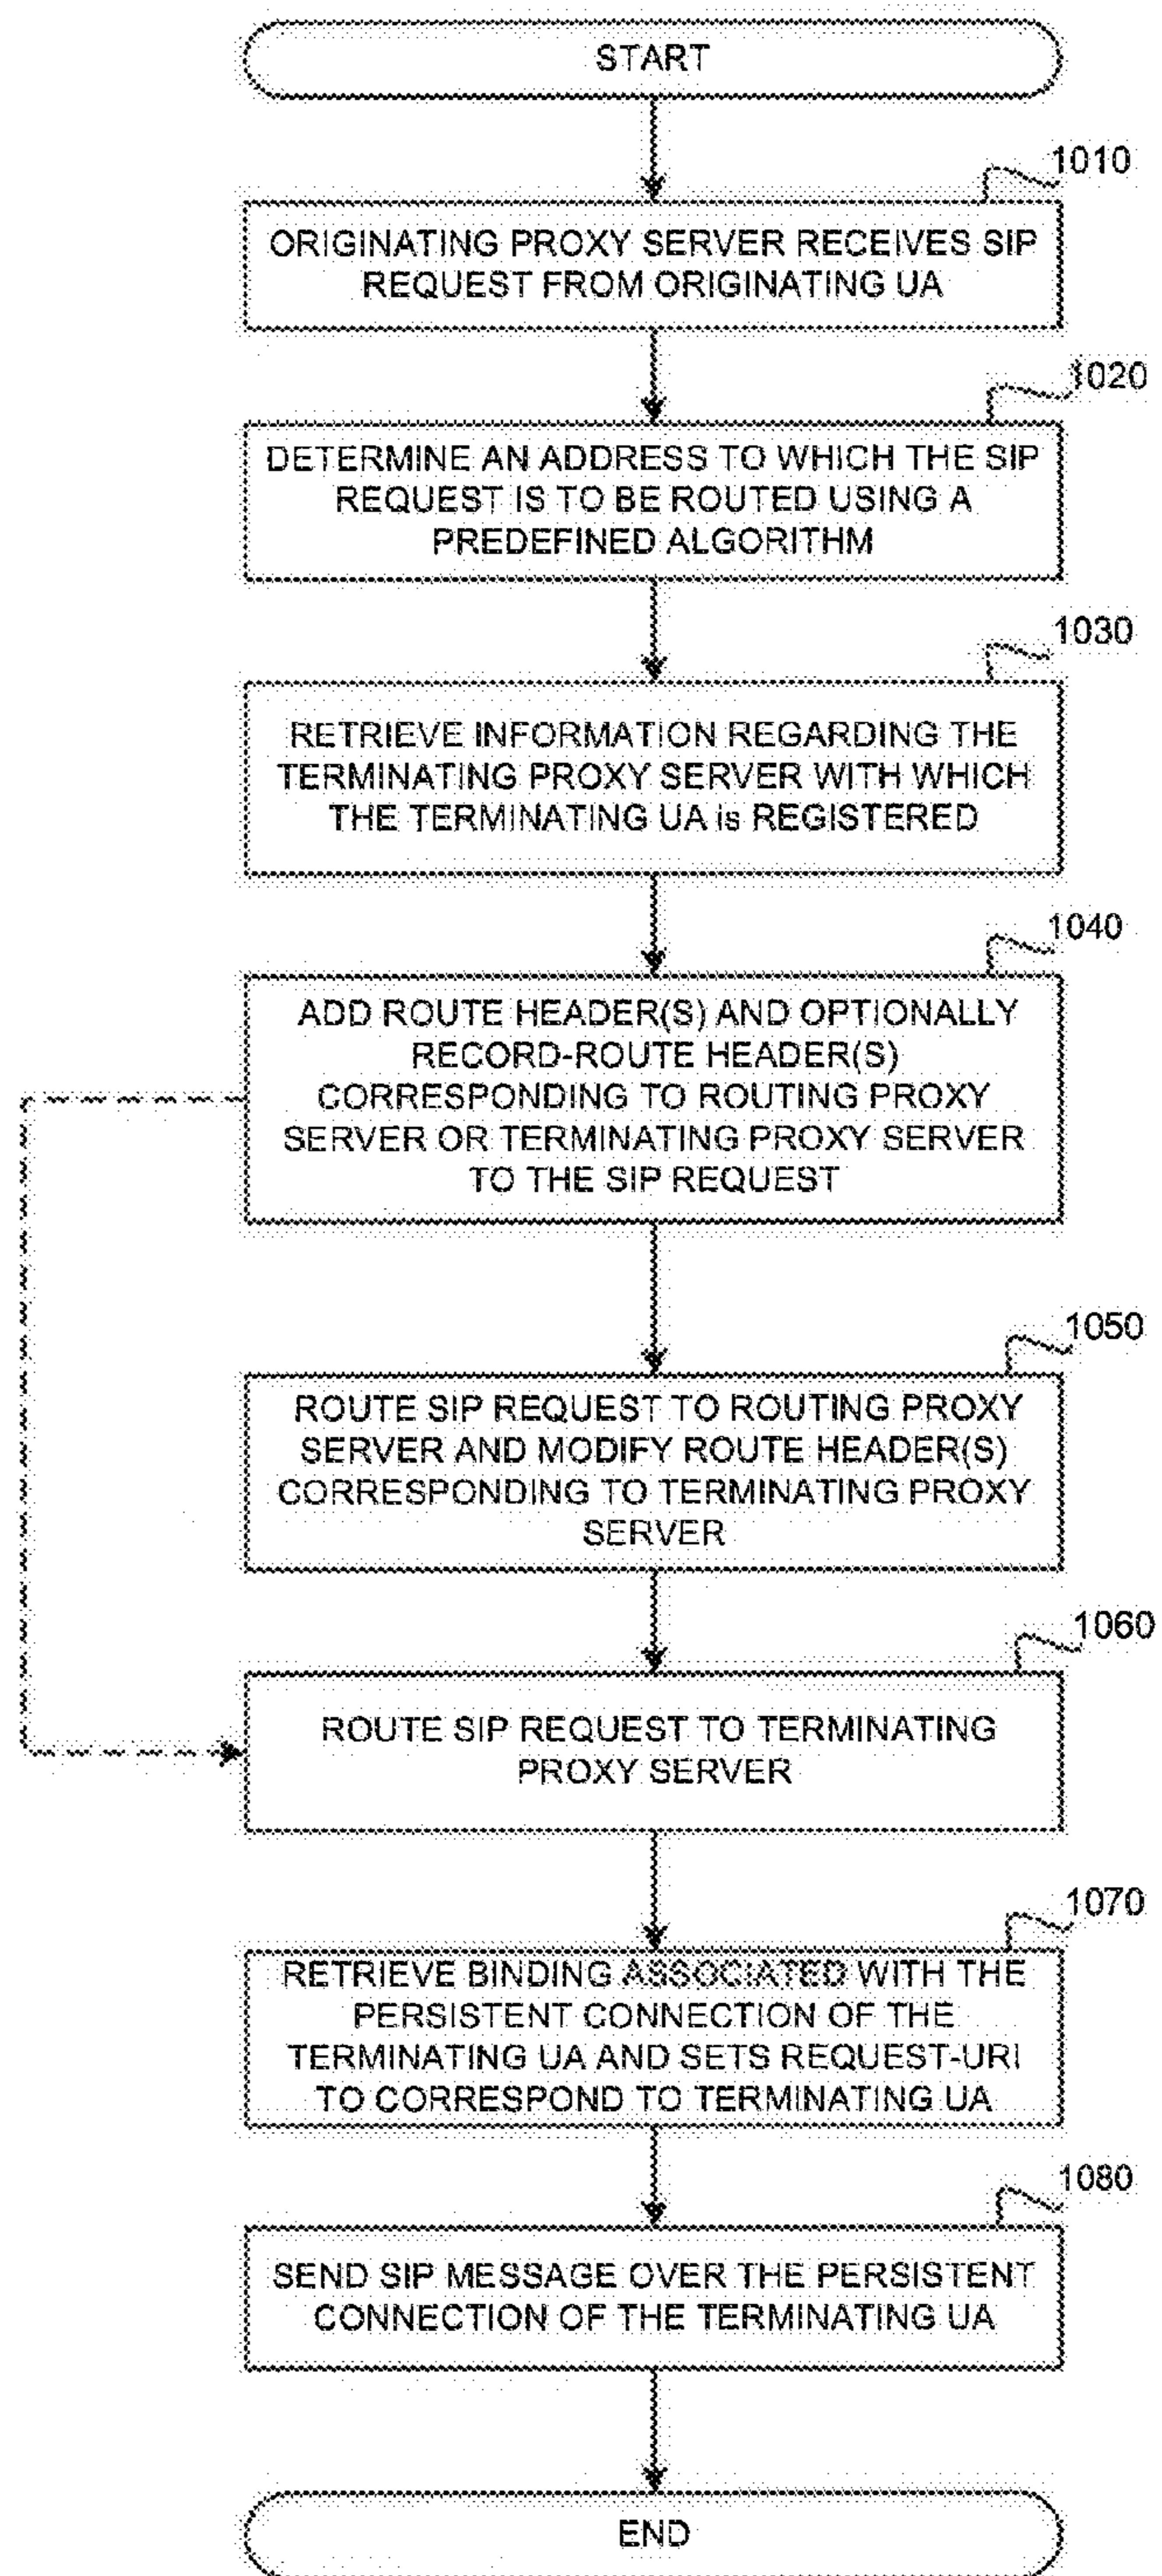 START
1010
ORIGINATING PROXY SERVER RECEIVES SIP
REQUEST FROM ORIGINATING UA
1020
DETERMINE AN ADDRESS TO WHICH THE SIP
REQUEST IS TO BE ROUTED USING A
PREDEFINED ALGORITHM
1030
RETRIEVE INFORMATION REGARDING THE
TERMINATING PROXY SERVER WITH WHICH
THE TERMINATING UA is REGISTERED
1040
ADD ROUTE HEADER(S) AND OPTIONALLY
RECORD-ROUTE HEADER(S)
CORRESPONDING TO ROUTING PROXY
SERVER OR TERMINATING PROXY SERVER
TO THE SIP REQUEST
1050
ROUTE SIP REQUEST TO ROUTING PROXY
SERVER AND MODIFY ROUTE HEADER(S)
CORRESPONDING TO TERMINATING PROXY
SERVER
1060
ROUTE SIP REQUEST TO TERMINATING
PROXY SERVER
1070
RETRIEVE BINDING ASSOCIATED WITH THE
PERSISTENT CONNECTION OF THE
TERMINATING UA AND SETS REQUEST-URI
TO CORRESPOND TO TERMINATING UA
1080
SEND SIP MESSAGE OVER THE PERSISTENT
CONNECTION OF THE TERMINATING UA
END